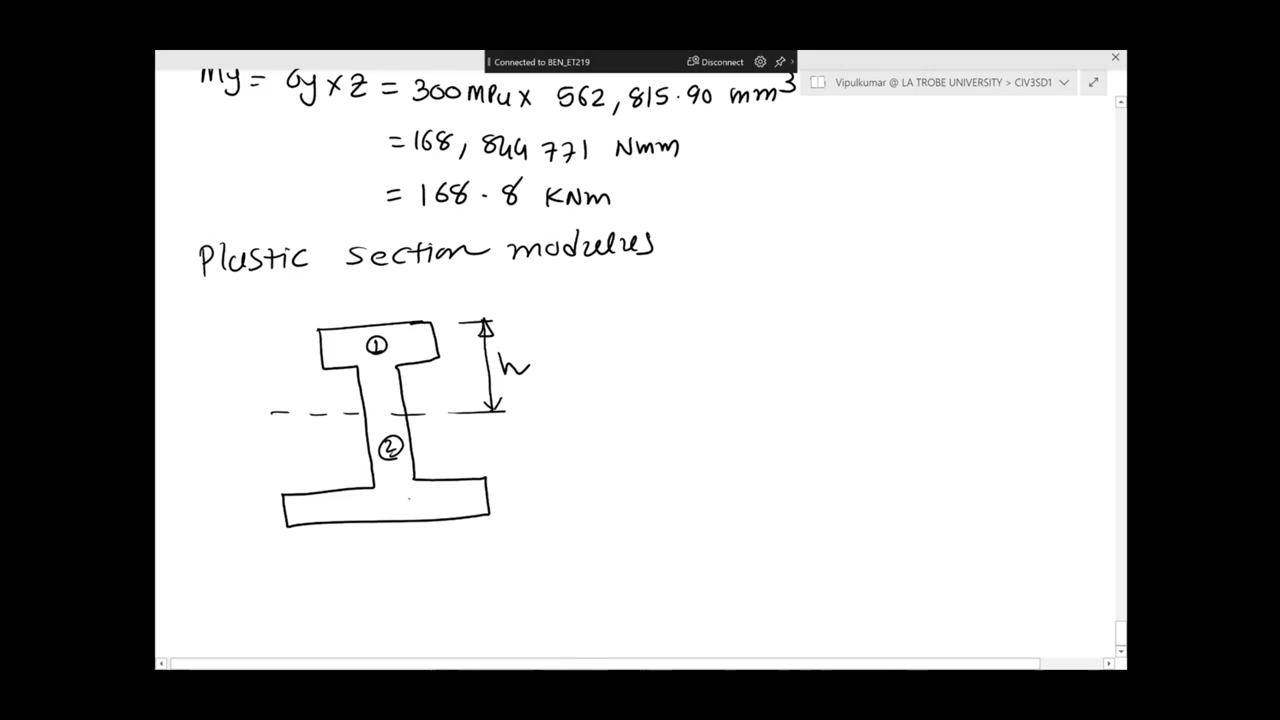 Connected to BEN_ET219 Disconnect
Vipulkumar @ LA TROBE UNIVERSITY > CIV3SD1
My = σy x Z = 300 MPa x 562, 815.90 mm³
= 168, 844 771 Nmm
= 168.8 KNm
Plastic section modulus
①
h
②